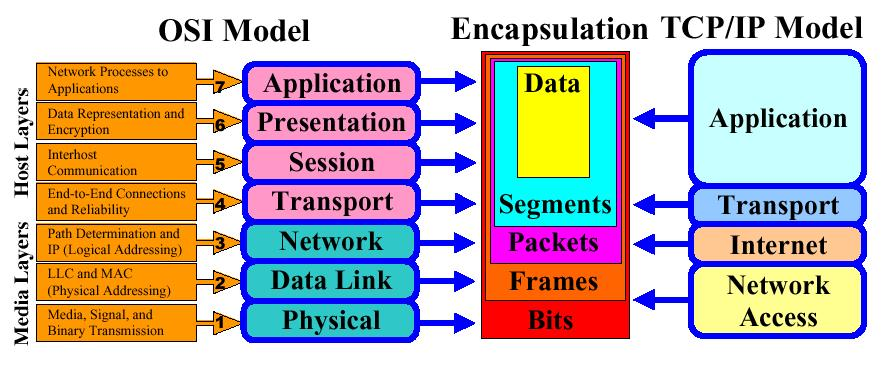 OSI Model
Encapsulation
TCP/IP Model
Host Layers
Media Layers
Network Processes to
Applications
7
Application
Data Representation and
Encryption
6
Presentation
Interhost
Communication
5
Session
End-to-End Connections
and Reliability
4
Transport
Path Determination and
IP (Logical Addressing)
3
Network
LLC and MAC
(Physical Addressing)
2
Data Link
Media, Signal, and
Binary Transmission
1
Physical
Data
Segments
Packets
Frames
Bits
Application
Transport
Internet
Network
Access